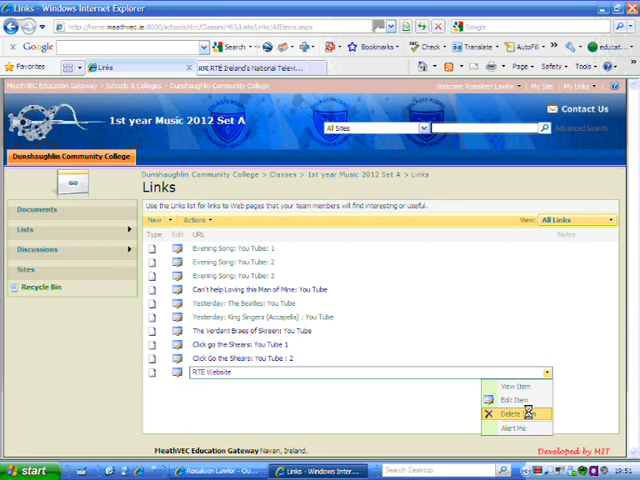 Links - Windows Internet Explorer
http://home.meathvec.ie:8080/schools/dcc/Classes/465/Lists/Links/AllItems.aspx
Google
Google
Search
Bookmarks
Check
Translate
AutoFill
educat...
Favorites
Links
RTÉ Ireland's National Televi...
Page
Safety
Tools
MeathVEC Education Gateway > Schools & Colleges > Dunshaughlin Community College
Welcome Rosaleen Lawlor
My Site
My Links
1st year Music 2012 Set A
Contact Us
All Sites
Advanced Search
Dunshaughlin Community College
Dunshaughlin Community College > Classes > 1st year Music 2012 Set A > Links
Links
Use the Links list for links to Web pages that your team members will find interesting or useful.
New
Actions
View: All Links
Type Edit URL Notes
Documents
Lists
Discussions
Sites
Recycle Bin
Evening Song: You Tube: 1
Evening Song: You Tube: 2
Evening Song: You Tube: 3
Can't help Loving this Man of Mine: You Tube
Yesterday: The Beatles: You Tube
Yesterday: King Singers (Accapella) : You Tube
The Verdant Braes of Skreen: You Tube
Click go the Shears: You Tube 1
Click Go the Shears: You Tube : 2
RTE Website
View Item
Edit Item
Delete Item
Alert Me
MeathVEC Education Gateway Navan, Ireland.
Developed by MIT
start
Rosaleen Lawlor - Ou...
Links - Windows Inter...
Search Desktop
19:51